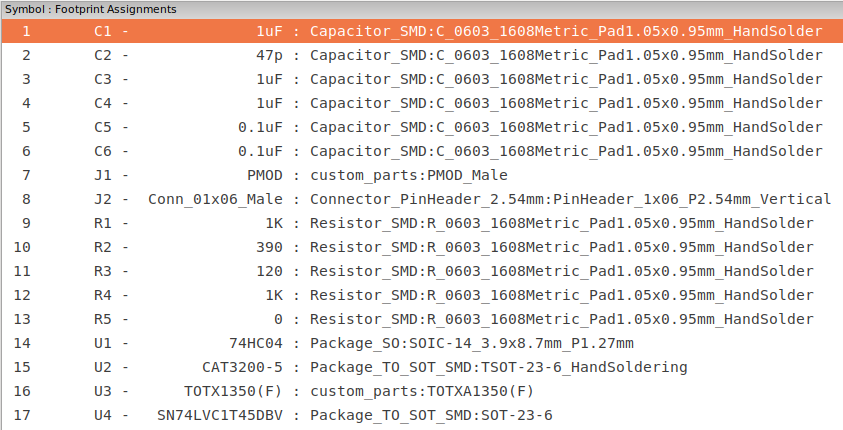 Symbol : Footprint Assignments
1 C1 - 1uF : Capacitor_SMD:C_0603_1608Metric_Pad1.05x0.95mm_HandSolder
2 C2 - 47p : Capacitor_SMD:C_0603_1608Metric_Pad1.05x0.95mm_HandSolder
3 C3 - 1uF : Capacitor_SMD:C_0603_1608Metric_Pad1.05x0.95mm_HandSolder
4 C4 - 1uF : Capacitor_SMD:C_0603_1608Metric_Pad1.05x0.95mm_HandSolder
5 C5 - 0.1uF : Capacitor_SMD:C_0603_1608Metric_Pad1.05x0.95mm_HandSolder
6 C6 - 0.1uF : Capacitor_SMD:C_0603_1608Metric_Pad1.05x0.95mm_HandSolder
7 J1 - PMOD : custom_parts:PMOD_Male
8 J2 - Conn_01x06_Male : Connector_PinHeader_2.54mm:PinHeader_1x06_P2.54mm_Vertical
9 R1 - 1K : Resistor_SMD:R_0603_1608Metric_Pad1.05x0.95mm_HandSolder
10 R2 - 390 : Resistor_SMD:R_0603_1608Metric_Pad1.05x0.95mm_HandSolder
11 R3 - 120 : Resistor_SMD:R_0603_1608Metric_Pad1.05x0.95mm_HandSolder
12 R4 - 1K : Resistor_SMD:R_0603_1608Metric_Pad1.05x0.95mm_HandSolder
13 R5 - 0 : Resistor_SMD:R_0603_1608Metric_Pad1.05x0.95mm_HandSolder
14 U1 - 74HC04 : Package_SO:SOIC-14_3.9x8.7mm_P1.27mm
15 U2 - CAT3200-5 : Package_TO_SOT_SMD:TSOT-23-6_HandSoldering
16 U3 - TOTX1350(F) : custom_parts:TOTXA1350(F)
17 U4 - SN74LVC1T45DBV : Package_TO_SOT_SMD:SOT-23-6